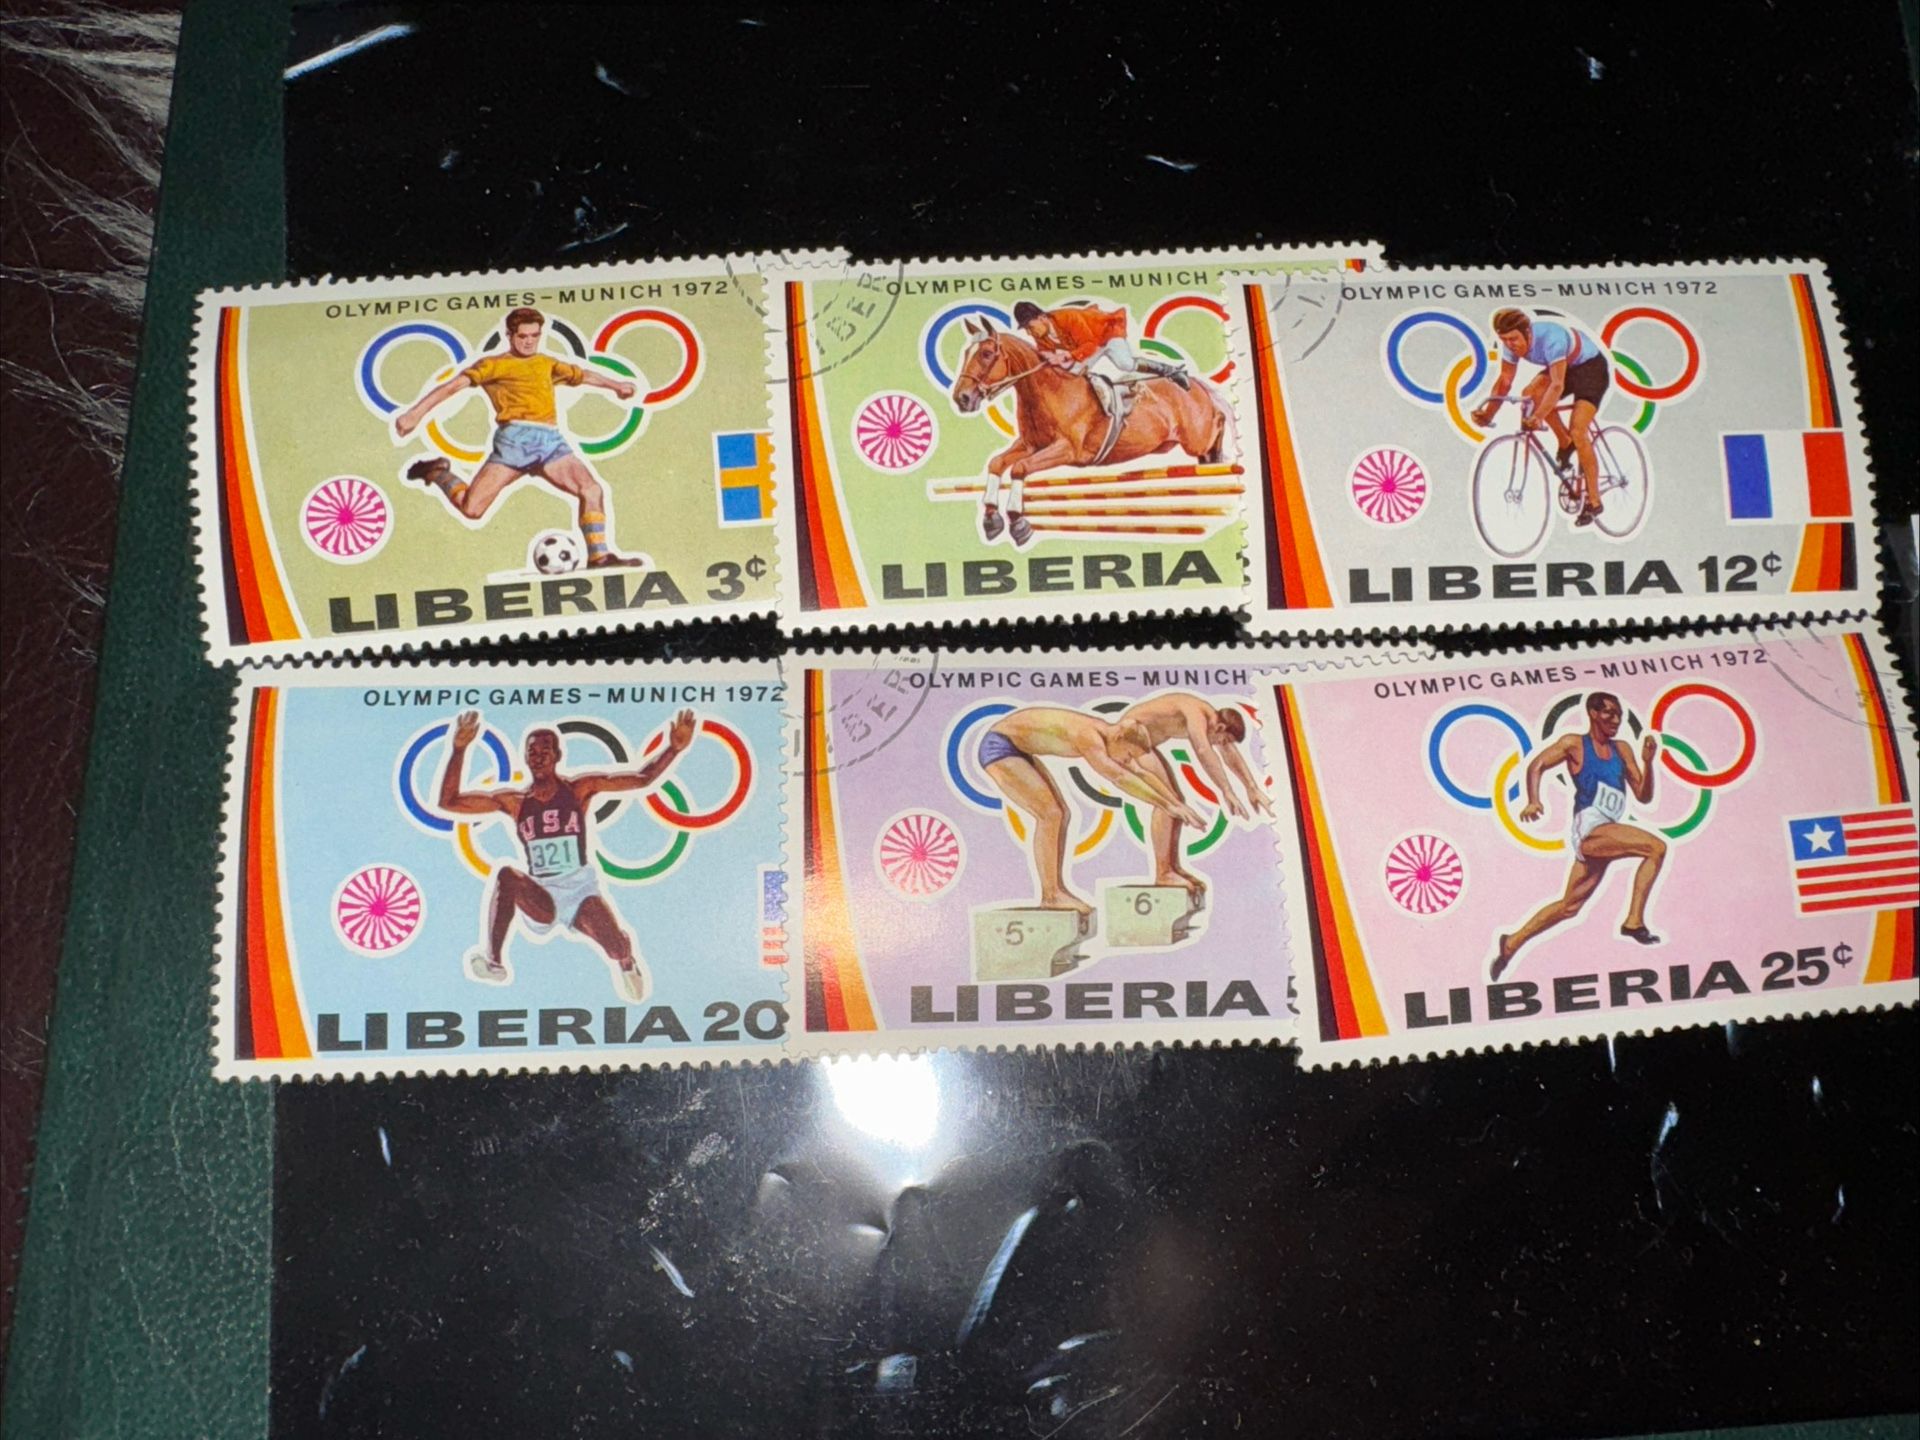 OLYMPIC GAMES – MUNICH 1972
LIBERIA 3¢
OLYMPIC GAMES – MUNICH
LIBERIA
OLYMPIC GAMES – MUNICH 1972
LIBERIA 12¢
OLYMPIC GAMES – MUNICH 1972
USA
321
LIBERIA 20
OLYMPIC GAMES – MUNICH
5
6
LIBERIA
OLYMPIC GAMES – MUNICH 1972
101
LIBERIA 25¢